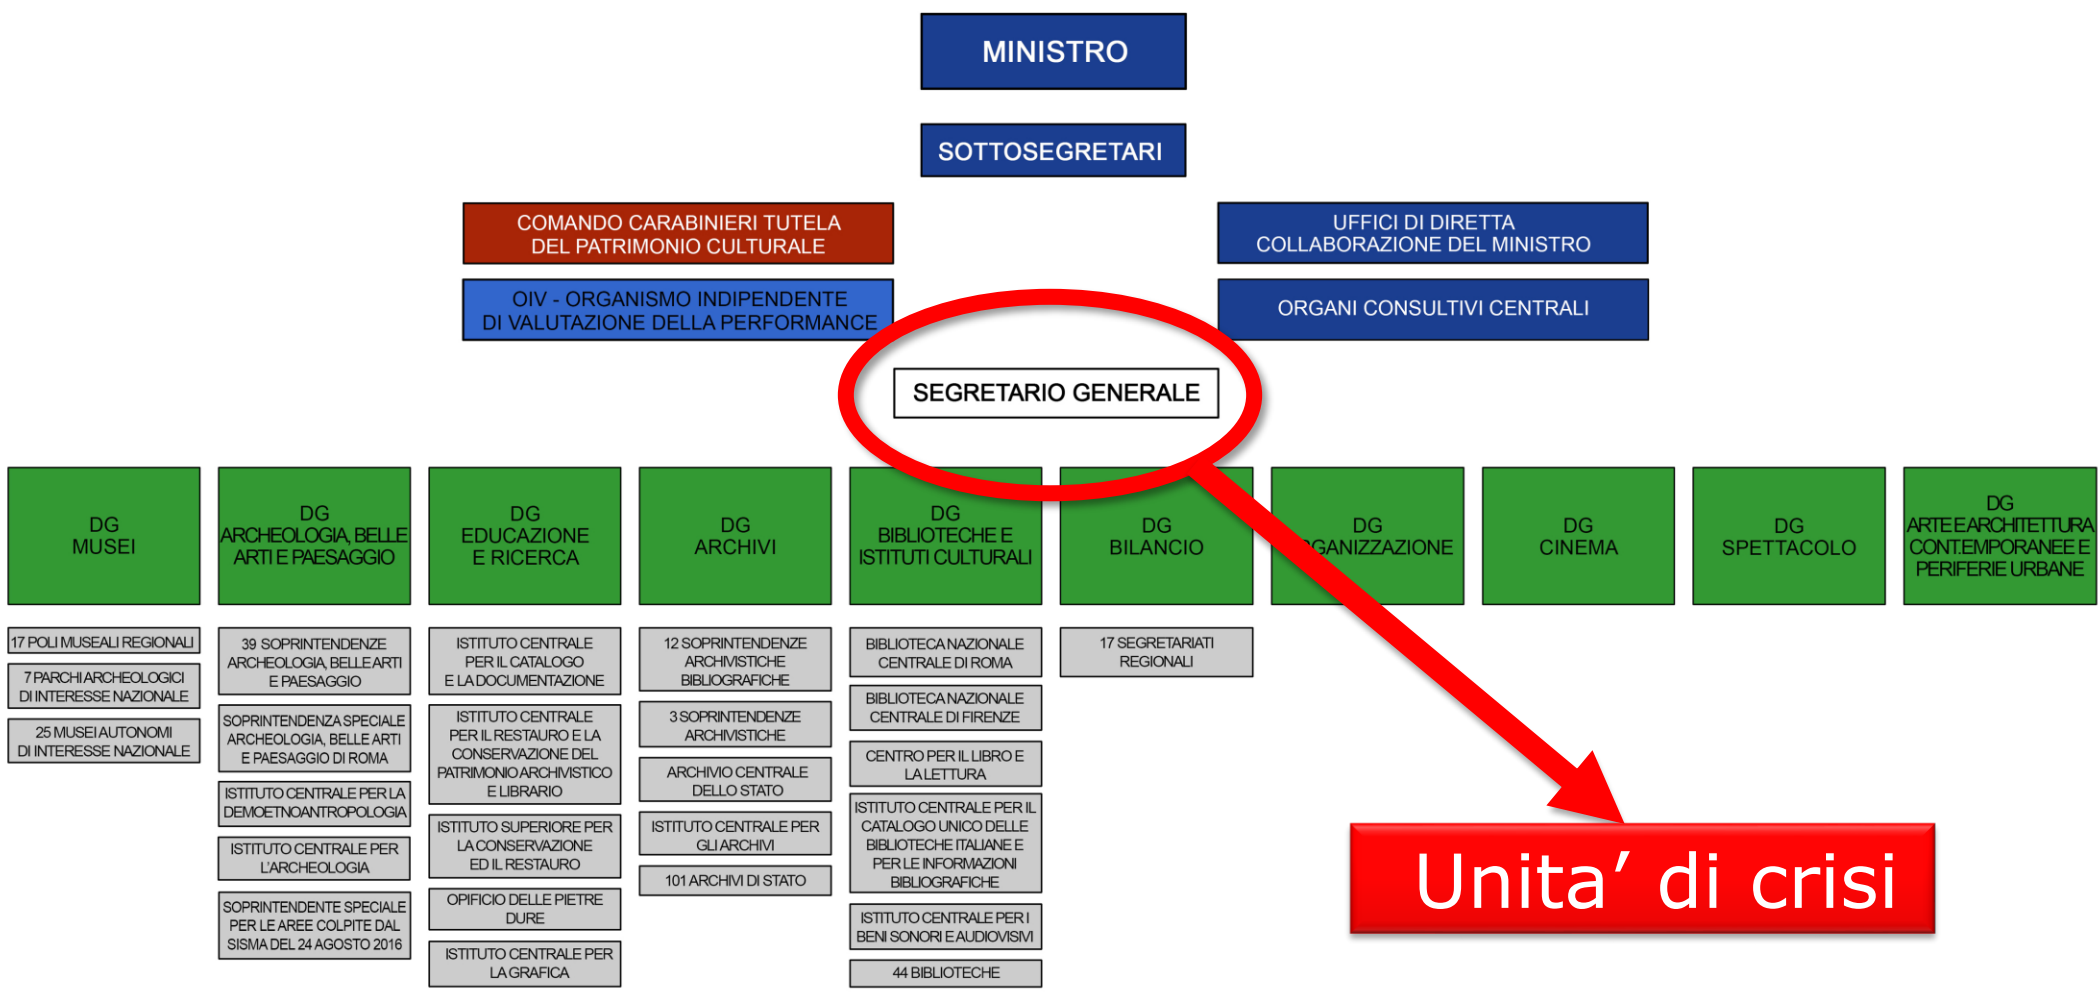 MINISTRO
SOTTOSEGRETARI
COMANDO CARABINIERI TUTELA
DEL PATRIMONIO CULTURALE
UFFICI DI DIRETTA
COLLABORAZIONE DEL MINISTRO
OIV - ORGANISMO INDIPENDENTE
DI VALUTAZIONE DELLA PERFORMANCE
ORGANI CONSULTIVI CENTRALI
SEGRETARIO GENERALE
DG
MUSEI
DG
ARCHEOLOGIA, BELLE
ARTI E PAESAGGIO
DG
EDUCAZIONE
E RICERCA
DG
ARCHIVI
DG
BIBLIOTECHE E
ISTITUTI CULTURALI
DG
BILANCIO
DG
GANIZZAZIONE
DG
CINEMA
DG
SPETTACOLO
DG
ARTE E ARCHITETTURA
CONT.EMPORANEE E
PERIFERIE URBANE
17 POLI MUSEALI REGIONALI
7 PARCHI ARCHEOLOGICI
DI INTERESSE NAZIONALE
25 MUSEI AUTONOMI
DI INTERESSE NAZIONALE
39 SOPRINTENDENZE
ARCHEOLOGIA, BELLE ARTI
E PAESAGGIO
SOPRINTENDENZA SPECIALE
ARCHEOLOGIA, BELLE ARTI
E PAESAGGIO DI ROMA
ISTITUTO CENTRALE PER LA
DEMOETNOANTROPOLOGIA
ISTITUTO CENTRALE PER
L'ARCHEOLOGIA
SOPRINTENDENTE SPECIALE
PER LE AREE COLPITE DAL
SISMA DEL 24 AGOSTO 2016
ISTITUTO CENTRALE
PER IL CATALOGO
E LA DOCUMENTAZIONE
ISTITUTO CENTRALE
PER IL RESTAURO E LA
CONSERVAZIONE DEL
PATRIMONIO ARCHIVISTICO
E LIBRARIO
ISTITUTO SUPERIORE PER
LA CONSERVAZIONE
ED IL RESTAURO
OPIFICIO DELLE PIETRE
DURE
ISTITUTO CENTRALE PER
LA GRAFICA
12 SOPRINTENDENZE
ARCHIVISTICHE
BIBLIOGRAFICHE
3 SOPRINTENDENZE
ARCHIVISTICHE
ARCHIVIO CENTRALE
DELLO STATO
ISTITUTO CENTRALE PER
GLI ARCHIVI
101 ARCHIVI DI STATO
BIBLIOTECA NAZIONALE
CENTRALE DI ROMA
BIBLIOTECA NAZIONALE
CENTRALE DI FIRENZE
CENTRO PER IL LIBRO E
LA LETTURA
ISTITUTO CENTRALE PER IL
CATALOGO UNICO DELLE
BIBLIOTECHE ITALIANE E
PER LE INFORMAZIONI
BIBLIOGRAFICHE
ISTITUTO CENTRALE PER I
BENI SONORI E AUDIOVISIVI
44 BIBLIOTECHE
17 SEGRETARIATI
REGIONALI
Unita’ di crisi